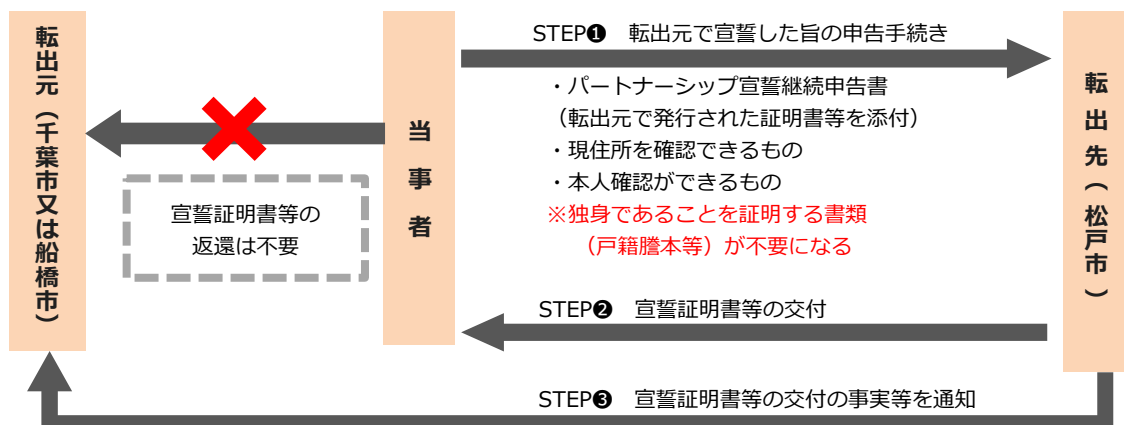 転出元（千葉市又は船橋市）
宣誓証明書等の
返還は不要
当事者
STEP❶　転出元で宣誓した旨の申告手続き
・パートナーシップ宣誓継続申告書
（転出元で発行された証明書等を添付）
・現住所を確認できるもの
・本人確認ができるもの
※独身であることを証明する書類
（戸籍謄本等）が不要になる
STEP❷　宣誓証明書等の交付
STEP❸　宣誓証明書等の交付の事実等を通知
転出先（松戸市）